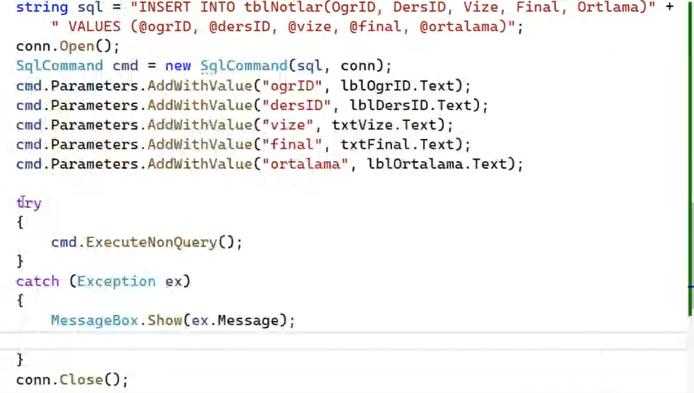 string sql = "INSERT INTO tblNotlar(OgrID, DersID, Vize, Final, Ortlama)" +
" VALUES (@ogrID, @dersID, @vize, @final, @ortalama)";
conn.Open();
SqlCommand cmd = new SqlCommand(sql, conn);
cmd.Parameters.AddWithValue("ogrID", lblOgrID.Text);
cmd.Parameters.AddWithValue("dersID", lblDersID.Text);
cmd.Parameters.AddWithValue("vize", txtVize.Text);
cmd.Parameters.AddWithValue("final", txtFinal.Text);
cmd.Parameters.AddWithValue("ortalama", lblOrtalama.Text);
try
{
cmd.ExecuteNonQuery();
}
catch (Exception ex)
{
MessageBox.Show(ex.Message);
}
conn.Close();